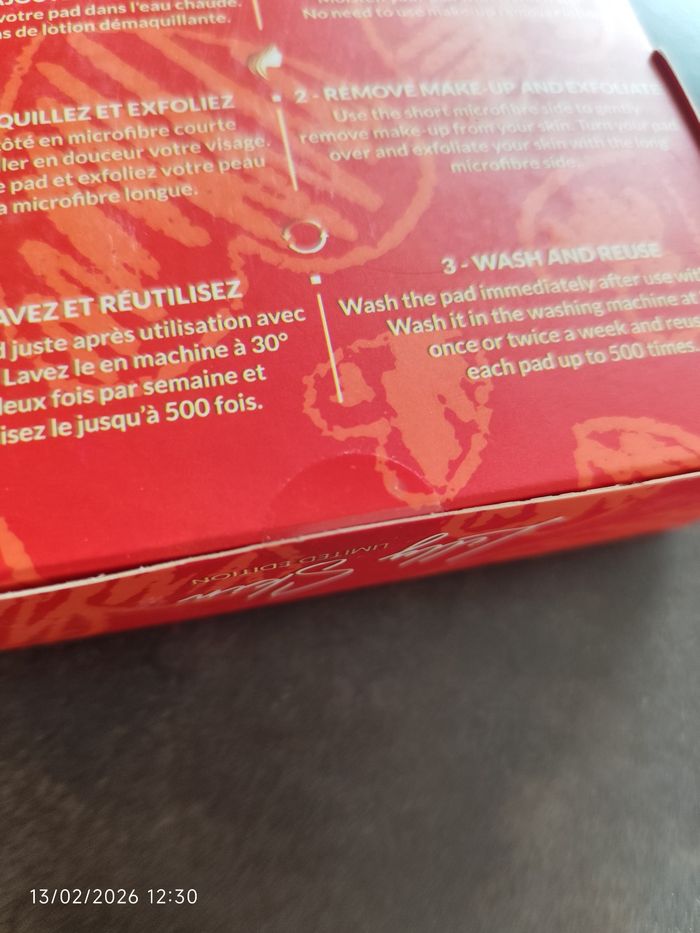 votre pad dans l'eau chaude.
s de lotion démaquillante.
No need to use make-up
QUILLEZ ET EXFOLIEZ
ôté en microfibre courte
ler en douceur votre visage.
e pad et exfoliez votre peau
a microfibre longue.
2 - REMOVE MAKE-UP AND EXFOLIATE
Use the short microfibre side to gently
remove make-up from your skin. Turn your pad
over and exfoliate your skin with the long
microfibre side.
AVEZ ET RÉUTILISEZ
d juste après utilisation avec
Lavez le en machine à 30°
deux fois par semaine et
isez le jusqu'à 500 fois.
3 - WASH AND REUSE
Wash the pad immediately after use wi
Wash it in the washing machine a
once or twice a week and reu
each pad up to 500 times.
Skin
LIMITED EDITION
13/02/2026 12:30